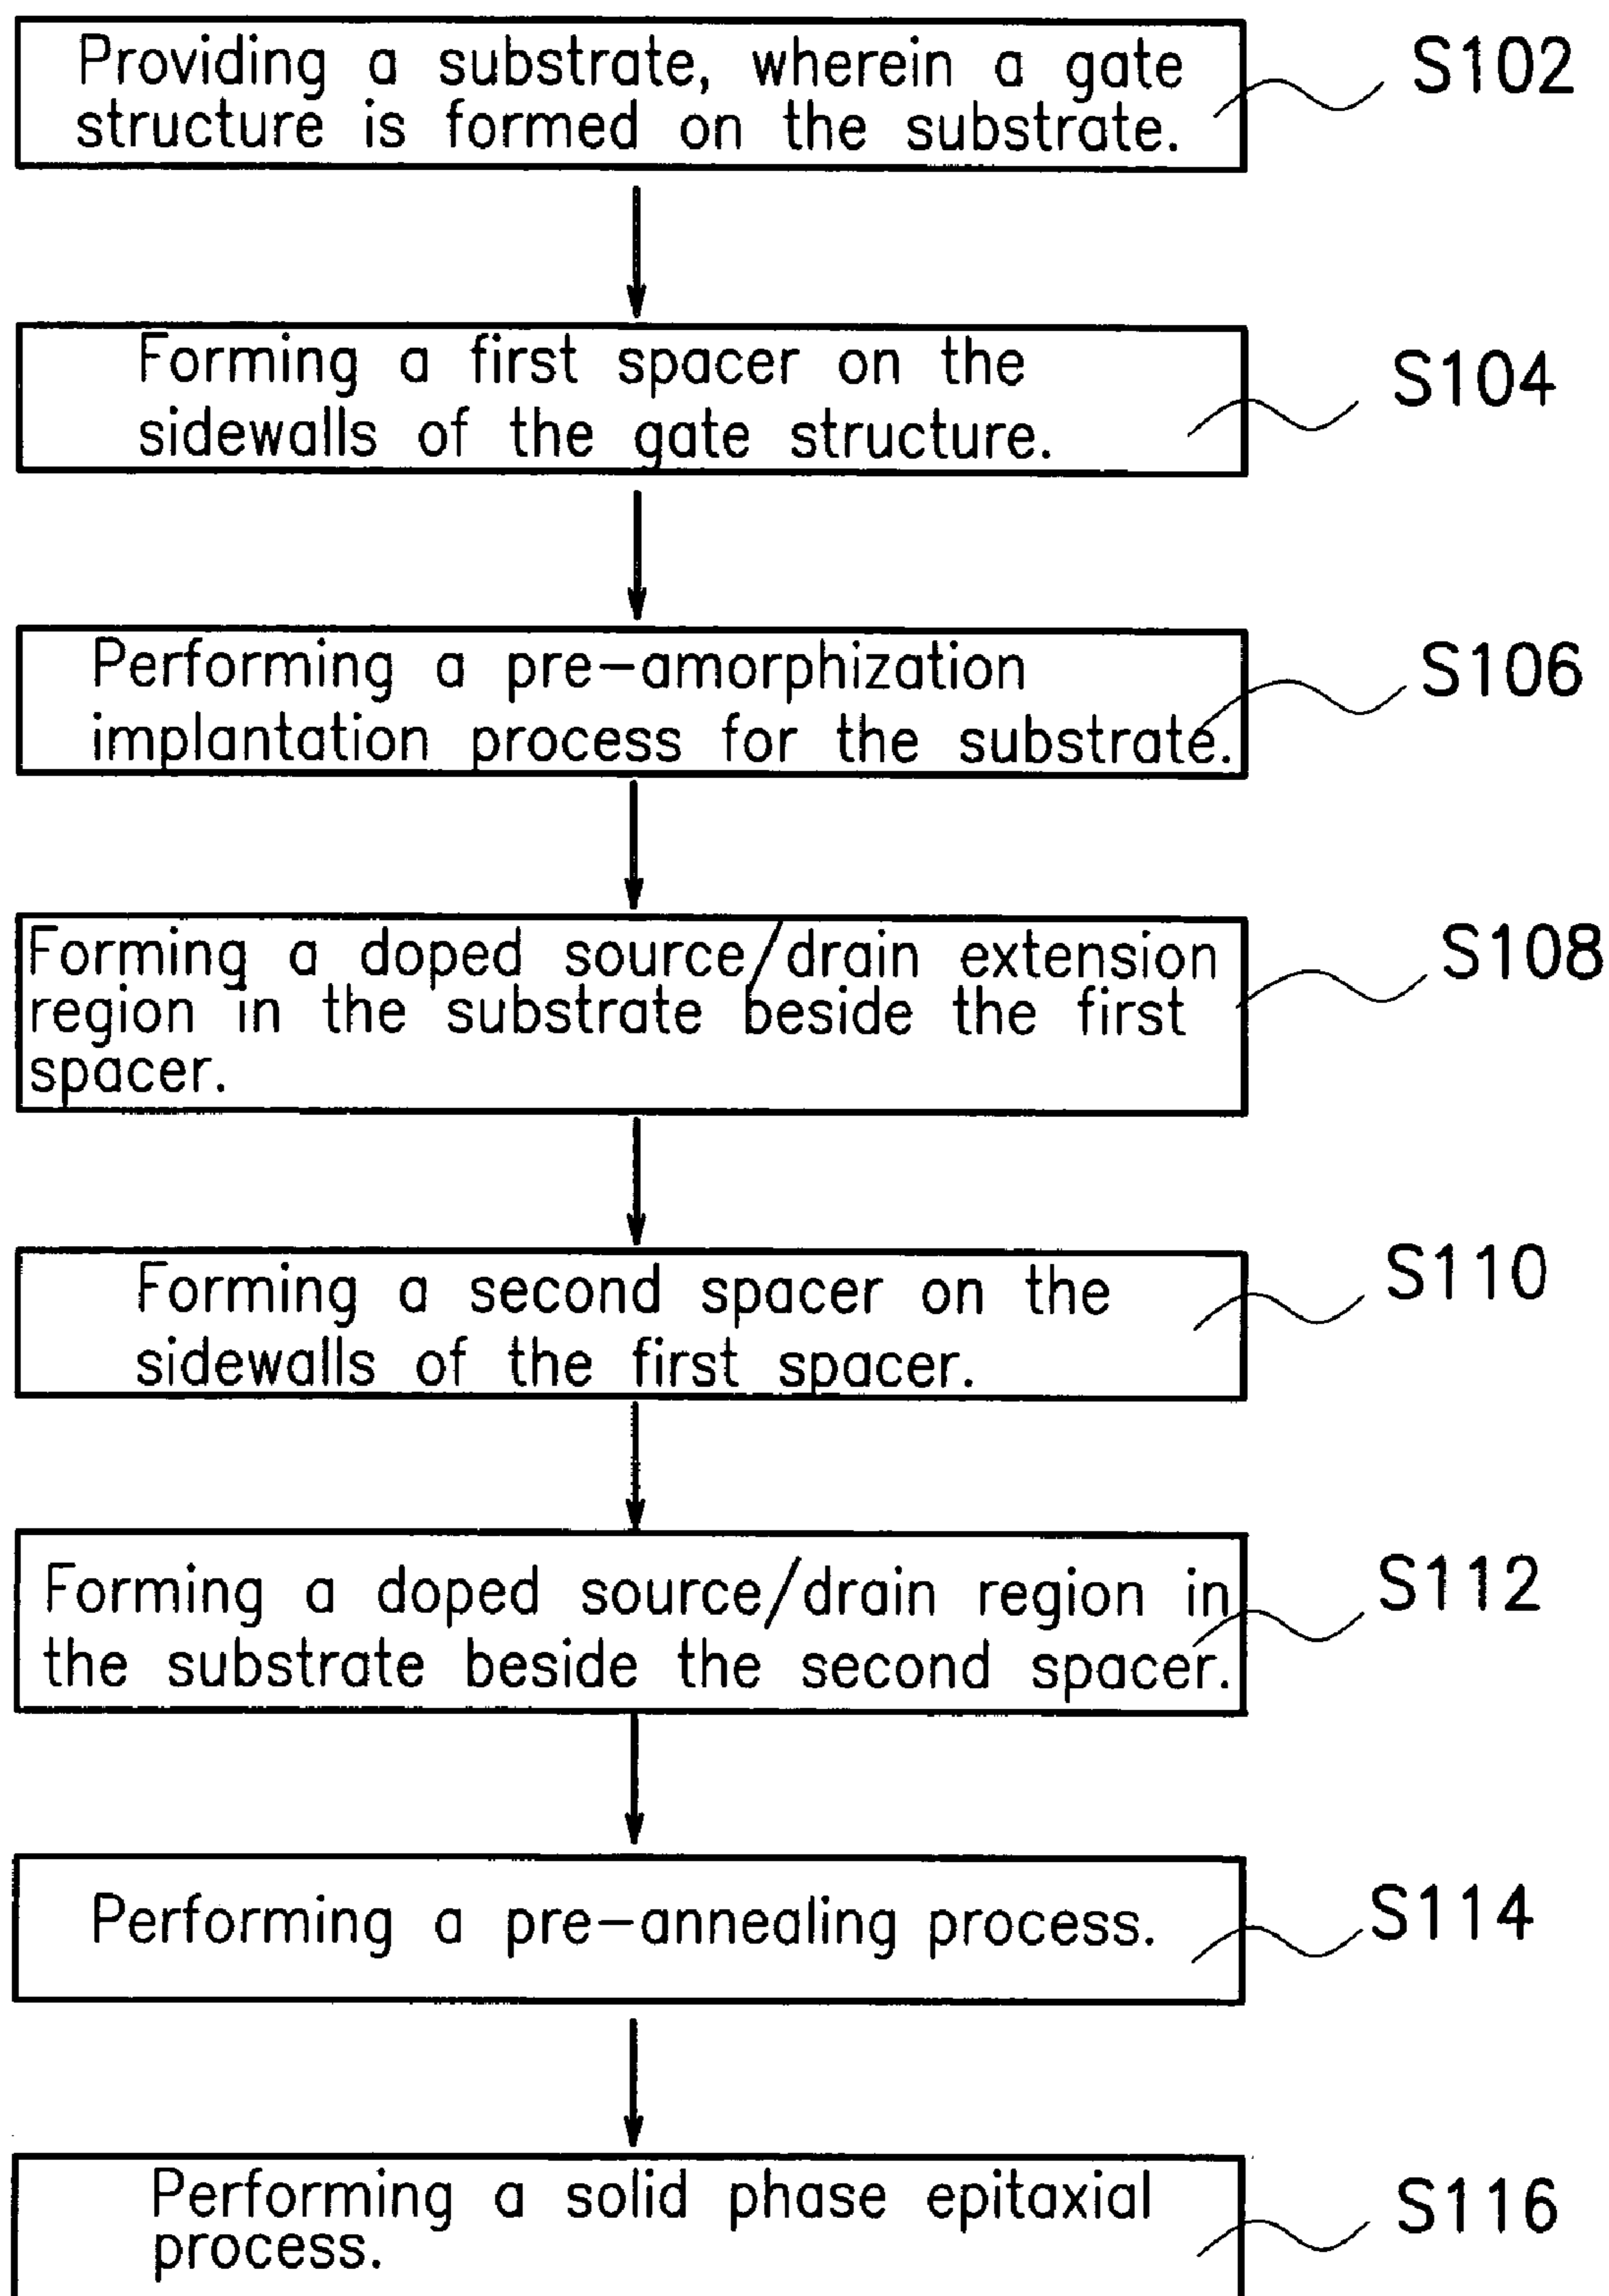 Providing a substrate, wherein a gate
structure is formed on the substrate.
S102
Forming a first spacer on the
sidewalls of the gate structure.
S104
Performing a pre-amorphization
implantation process for the substrate.
S106
Forming a doped source/drain extension
region in the substrate beside the first
spacer.
S108
Forming a second spacer on the
sidewalls of the first spacer.
S110
Forming a doped source/drain region in
the substrate beside the second spacer.
S112
Performing a pre-annealing process.
S114
Performing a solid phase epitaxial
process.
S116